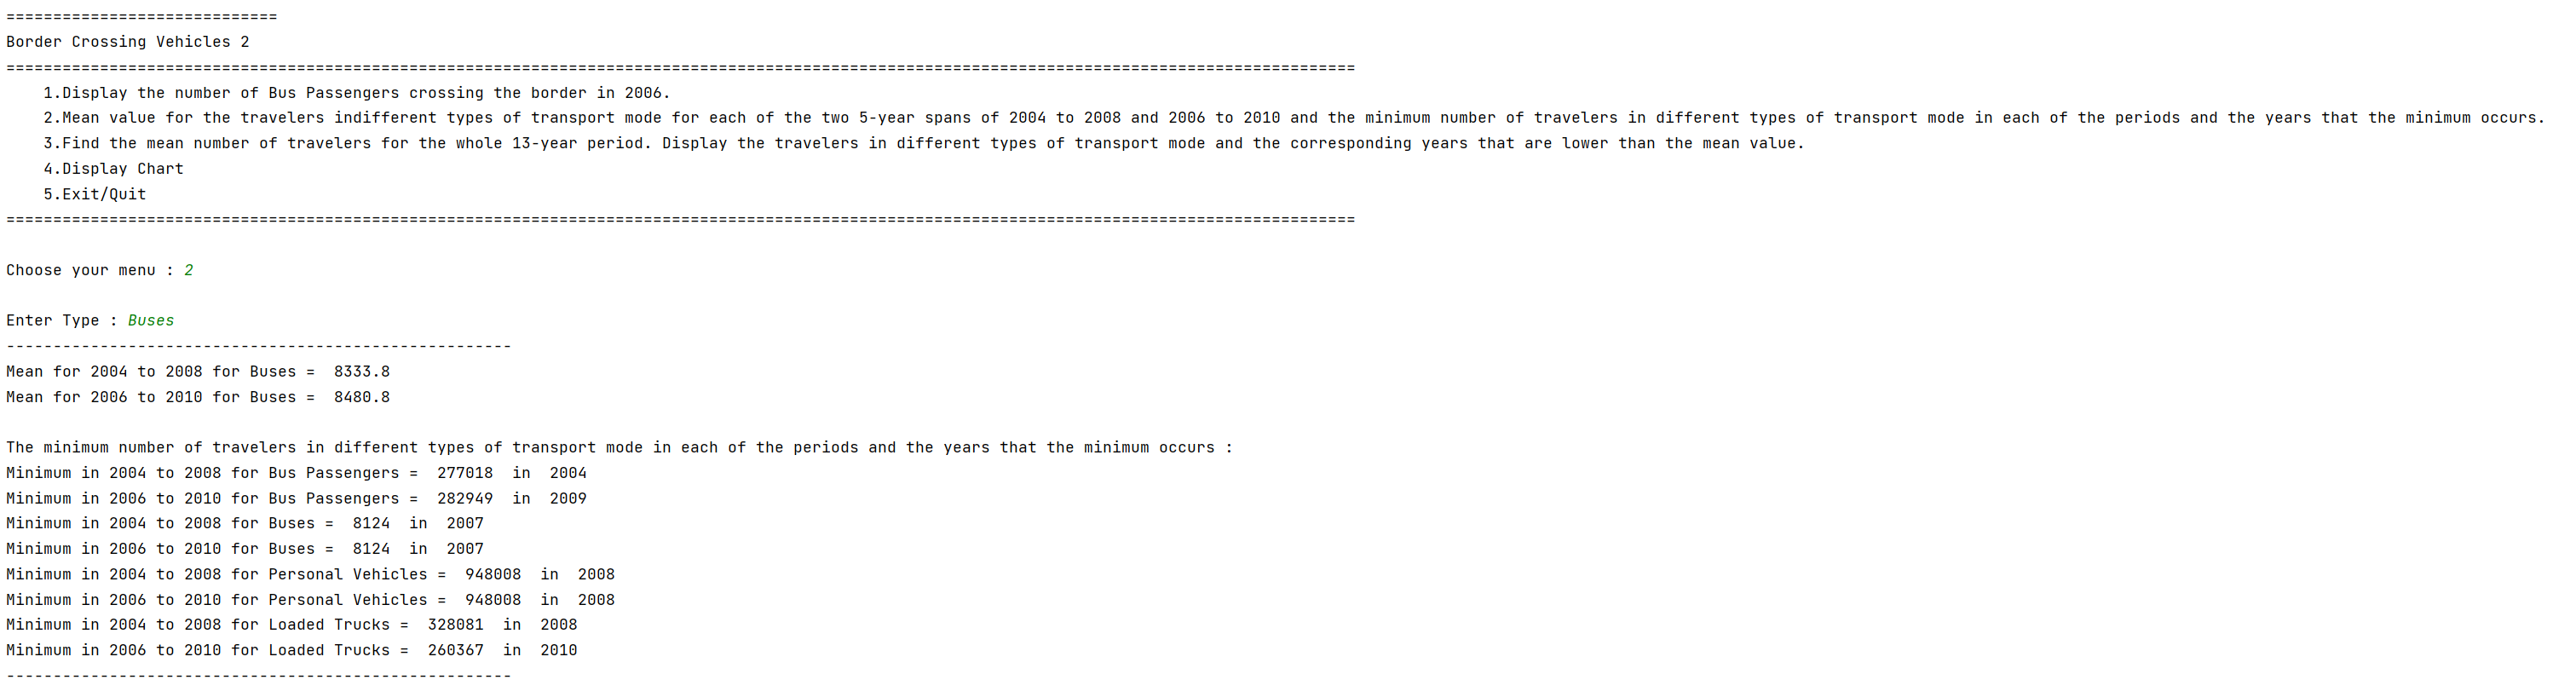 =============================
Border Crossing Vehicles 2
================================================================================================================================================
    1.Display the number of Bus Passengers crossing the border in 2006.
    2.Mean value for the travelers indifferent types of transport mode for each of the two 5-year spans of 2004 to 2008 and 2006 to 2010 and the minimum number of travelers in different types of transport mode in each of the periods and the years that the minimum occurs.
    3.Find the mean number of travelers for the whole 13-year period. Display the travelers in different types of transport mode and the corresponding years that are lower than the mean value.
    4.Display Chart
    5.Exit/Quit
================================================================================================================================================
Choose your menu : 2
Enter Type : Buses
------------------------------------------------------
Mean for 2004 to 2008 for Buses =  8333.8
Mean for 2006 to 2010 for Buses =  8480.8
The minimum number of travelers in different types of transport mode in each of the periods and the years that the minimum occurs :
Minimum in 2004 to 2008 for Bus Passengers =  277018  in  2004
Minimum in 2006 to 2010 for Bus Passengers =  282949  in  2009
Minimum in 2004 to 2008 for Buses =  8124  in  2007
Minimum in 2006 to 2010 for Buses =  8124  in  2007
Minimum in 2004 to 2008 for Personal Vehicles =  948008  in  2008
Minimum in 2006 to 2010 for Personal Vehicles =  948008  in  2008
Minimum in 2004 to 2008 for Loaded Trucks =  328081  in  2008
Minimum in 2006 to 2010 for Loaded Trucks =  260367  in  2010
------------------------------------------------------